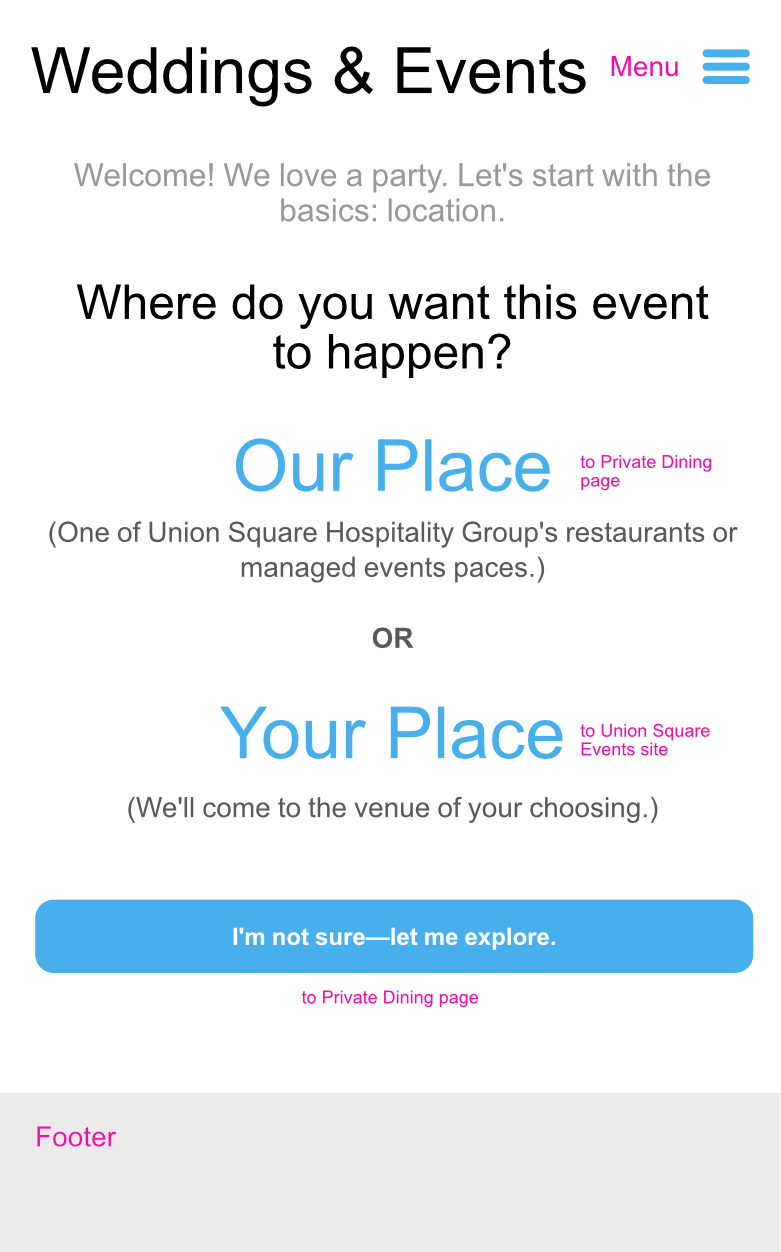 Weddings & Events
Menu
Welcome! We love a party. Let's start with the
basics: location.
Where do you want this event
to happen?
Our Place
to Private Dining
page
(One of Union Square Hospitality Group's restaurants or
managed events paces.)
OR
Your Place
to Union Square
Events site
(We'll come to the venue of your choosing.)
I'm not sure—let me explore.
to Private Dining page
Footer